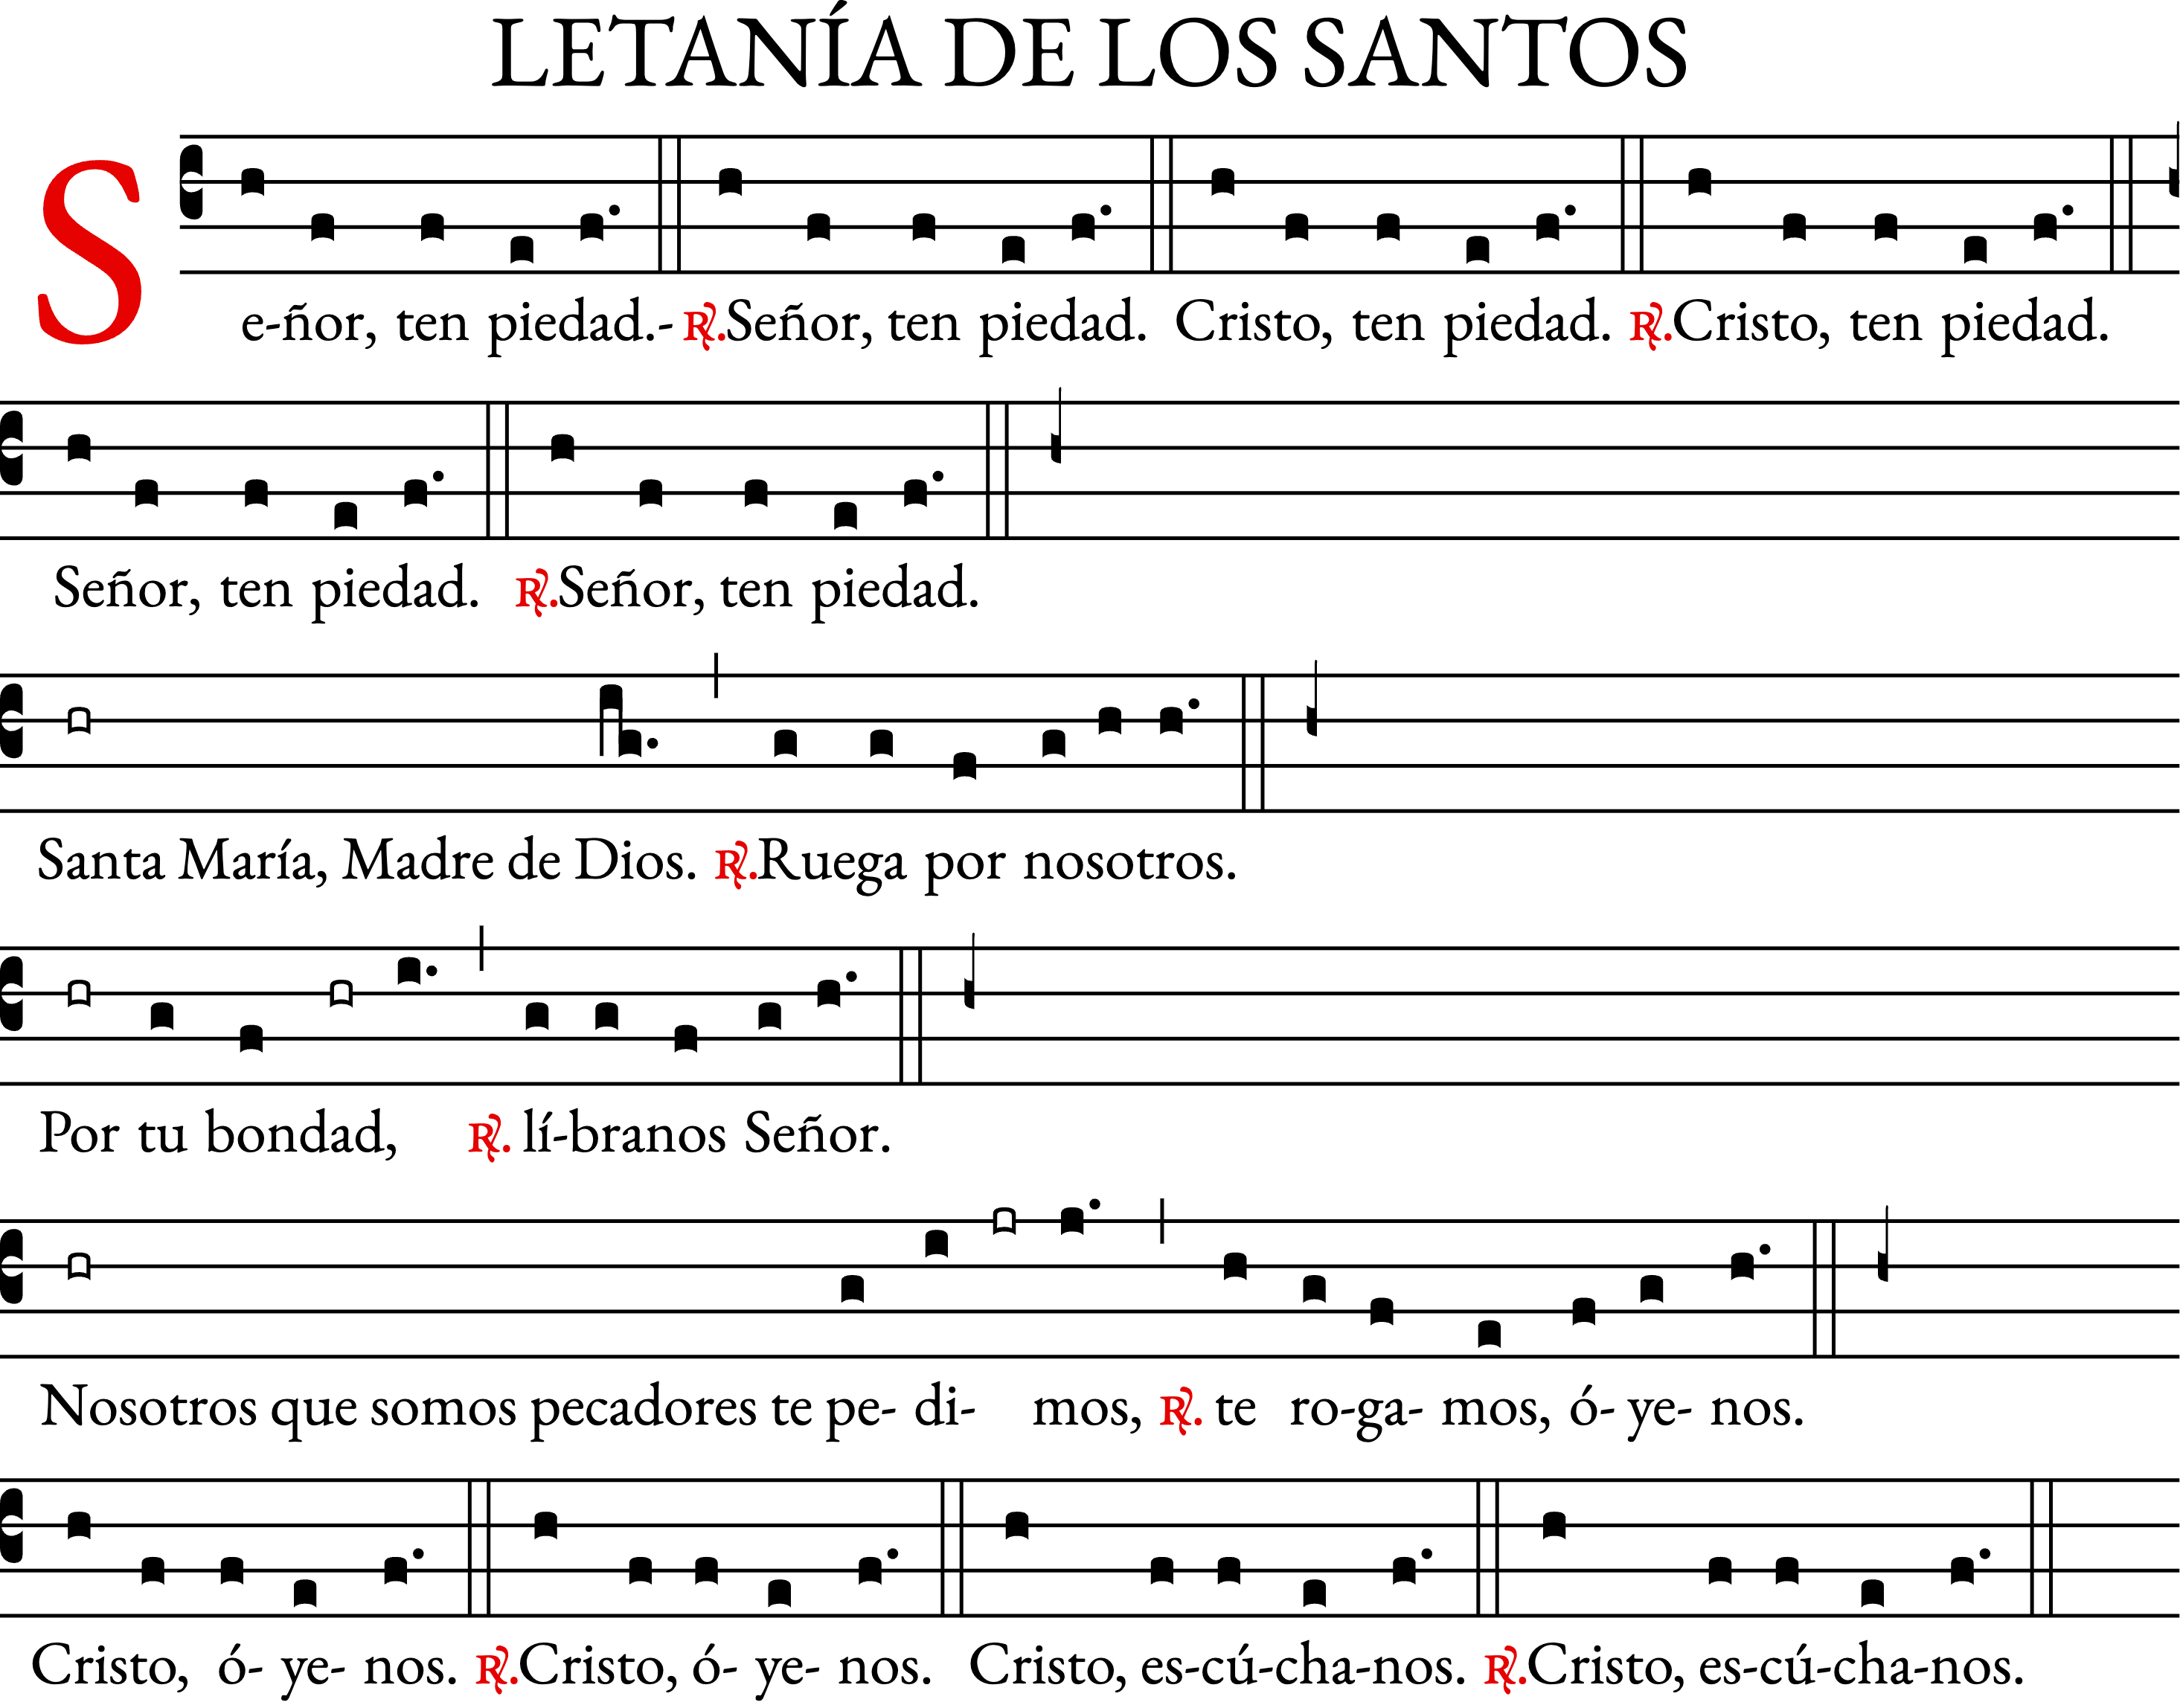 LETANÍA DE LOS SANTOS
Se-ñor, ten piedad.- ℟.Señor, ten piedad. Cristo, ten piedad. ℟.Cristo, ten piedad.
Señor, ten piedad. ℟.Señor, ten piedad.
Santa María, Madre de Dios. ℟.Ruega por nosotros.
Por tu bondad, ℟. lí-branos Señor.
Nosotros que somos pecadores te pe- di- mos, ℟. te ro-ga- mos, ó- ye- nos.
Cristo, ó- ye- nos. ℟.Cristo, ó- ye- nos. Cristo, es-cú-cha-nos. ℟.Cristo, es-cú-cha-nos.